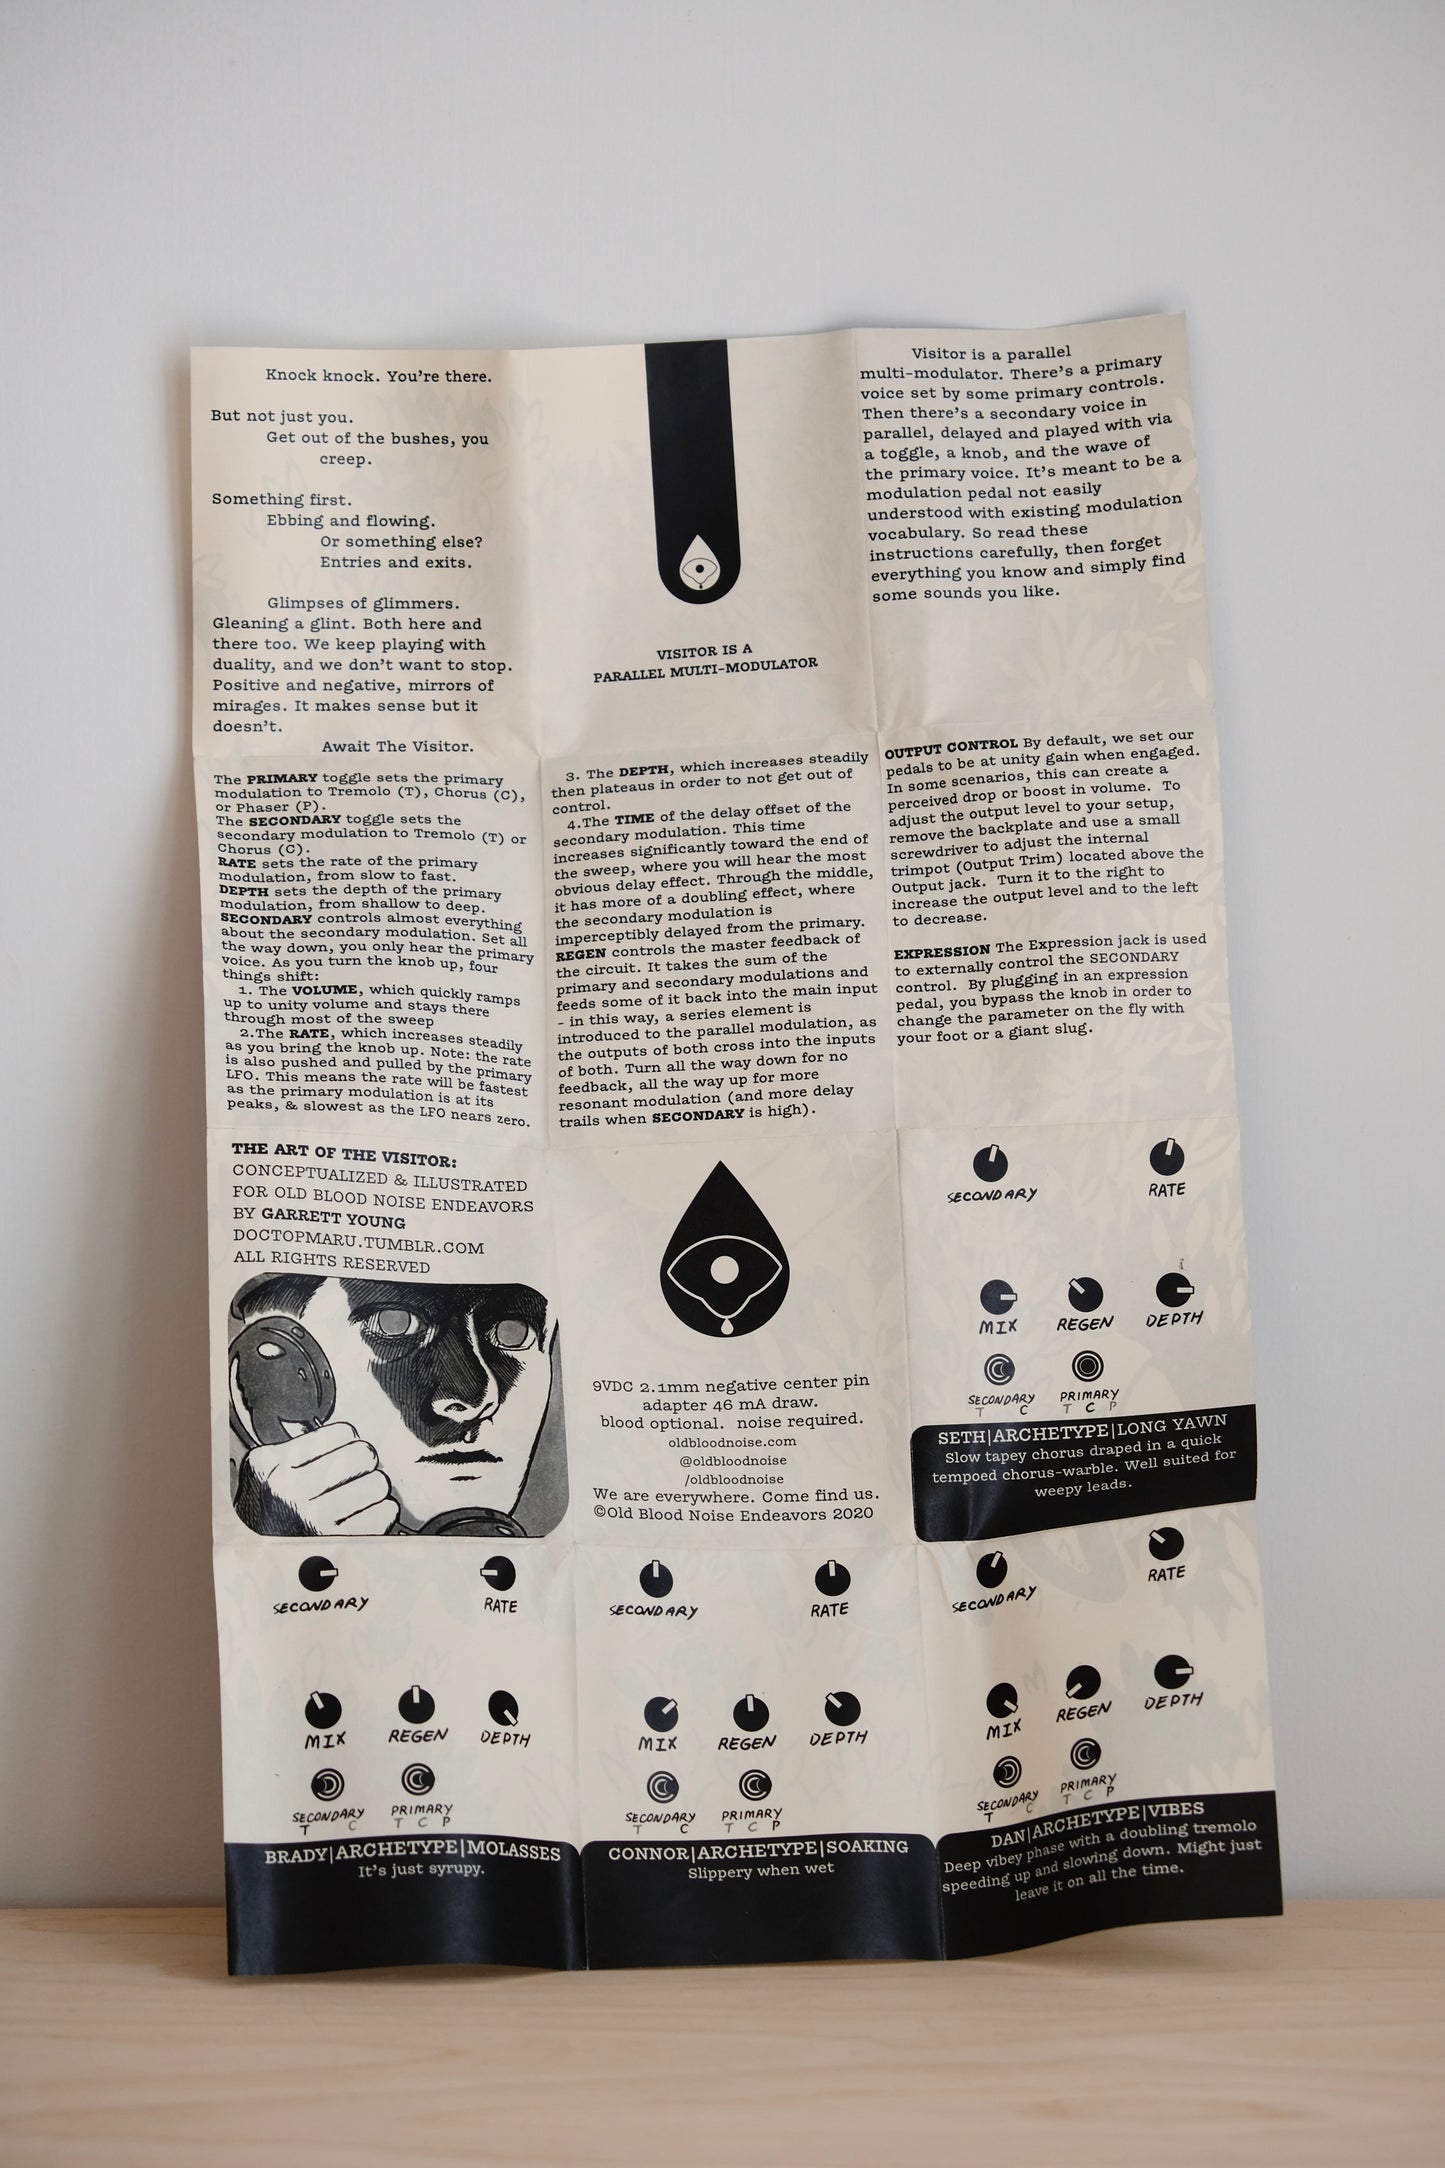 Knock knock. You're there.
But not just you.
Get out of the bushes, you
creep.
Something first.
Ebbing and flowing.
Or something else?
Entries and exits.
Glimpses of glimmers.
Gleaning a glint. Both here and
there too. We keep playing with
duality, and we don't want to stop.
Positive and negative, mirrors of
mirages. It makes sense but it
doesn't.
Await The Visitor.
VISITOR IS A
PARALLEL MULTI-MODULATOR
Visitor is a parallel
multi-modulator. There's a primary
voice set by some primary controls.
Then there's a secondary voice in
parallel, delayed and played with via
a toggle, a knob, and the wave of
the primary voice. It's meant to be a
modulation pedal not easily
understood with existing modulation
vocabulary. So read these
instructions carefully, then forget
everything you know and simply find
some sounds you like.
The PRIMARY toggle sets the primary
modulation to Tremolo (T), Chorus (C),
or Phaser (P).
The SECONDARY toggle sets the
secondary modulation to Tremolo (T) or
Chorus (C).
RATE sets the rate of the primary
modulation, from slow to fast.
DEPTH sets the depth of the primary
modulation, from shallow to deep.
SECONDARY controls almost everything
about the secondary modulation. Set all
the way down, you only hear the primary
voice. As you turn the knob up, four
things shift:
1. The VOLUME, which quickly ramps
up to unity volume and stays there
through most of the sweep
2.The RATE, which increases steadily
as you bring the knob up. Note: the rate
is also pushed and pulled by the primary
LFO. This means the rate will be fastest
as the primary modulation is at its
peaks, & slowest as the LFO nears zero.
3. The DEPTH, which increases steadily
then plateaus in order to not get out of
control.
4.The TIME of the delay offset of the
secondary modulation. This time
increases significantly toward the end of
the sweep, where you will hear the most
obvious delay effect. Through the middle,
it has more of a doubling effect, where
the secondary modulation is
imperceptibly delayed from the primary.
REGEN controls the master feedback of
the circuit. It takes the sum of the
primary and secondary modulations and
feeds some of it back into the main input
- in this way, a series element is
introduced to the parallel modulation, as
the outputs of both cross into the inputs
of both. Turn all the way down for no
feedback, all the way up for more
resonant modulation (and more delay
trails when SECONDARY is high).
OUTPUT CONTROL By default, we set our
pedals to be at unity gain when engaged.
In some scenarios, this can create a
perceived drop or boost in volume. To
adjust the output level to your setup,
remove the backplate and use a small
screwdriver to adjust the internal
trimpot (Output Trim) located above the
Output jack. Turn it to the right to
increase the output level and to the left
to decrease.
EXPRESSION The Expression jack is used
to externally control the SECONDARY
control. By plugging in an expression
pedal, you bypass the knob in order to
change the parameter on the fly with
your foot or a giant slug.
THE ART OF THE VISITOR:
CONCEPTUALIZED & ILLUSTRATED
FOR OLD BLOOD NOISE ENDEAVORS
BY GARRETT YOUNG
DOCTOPMARU.TUMBLR.COM
ALL RIGHTS RESERVED
9VDC 2.1mm negative center pin
adapter 46 mA draw.
blood optional. noise required.
oldbloodnoise.com
@oldbloodnoise
/oldbloodnoise
We are everywhere. Come find us.
©Old Blood Noise Endeavors 2020
SECONDARY RATE
MIX REGEN DEPTH
SECONDARY PRIMARY
T C T C P
SETH|ARCHETYPE|LONG YAWN
Slow tapey chorus draped in a quick
tempoed chorus-warble. Well suited for
weepy leads.
SECONDARY RATE
MIX REGEN DEPTH
SECONDARY PRIMARY
T C T C P
BRADY|ARCHETYPE|MOLASSES
It's just syrupy.
SECONDARY RATE
MIX REGEN DEPTH
SECONDARY PRIMARY
T C T C P
CONNOR|ARCHETYPE|SOAKING
Slippery when wet
SECONDARY RATE
MIX REGEN DEPTH
SECONDARY PRIMARY
T C T C P
DAN|ARCHETYPE|VIBES
Deep vibey phase with a doubling tremolo
speeding up and slowing down. Might just
leave it on all the time.